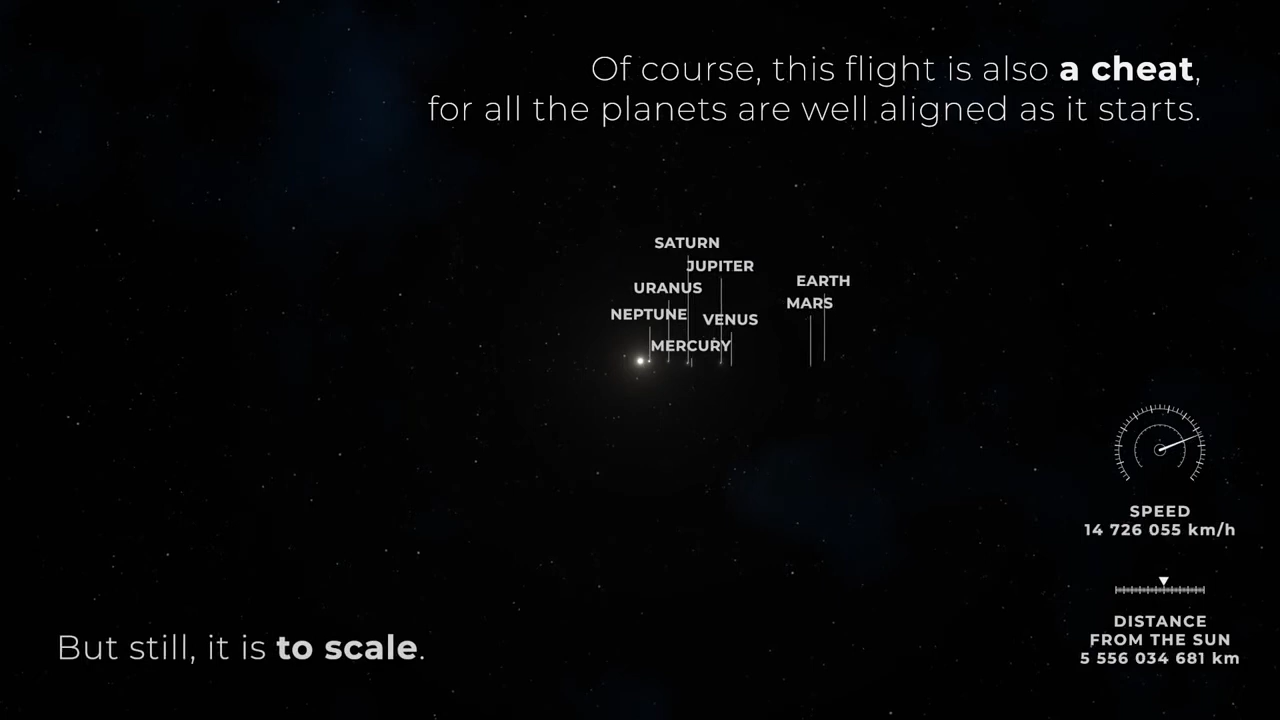 Of course, this flight is also a cheat,
for all the planets are well aligned as it starts.
SATURN
JUPITER
EARTH
URANUS
MARS
NEPTUNE
VENUS
MERCURY
SPEED
14 726 055 km/h
DISTANCE
FROM THE SUN
5 556 034 681 km
But still, it is to scale.